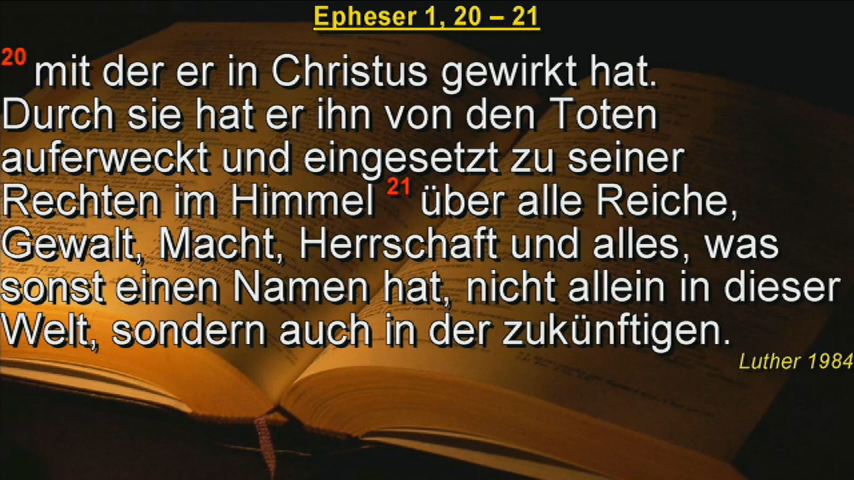 Epheser 1, 20 – 21
20 mit der er in Christus gewirkt hat.
Durch sie hat er ihn von den Toten
auferweckt und eingesetzt zu seiner
Rechten im Himmel 21 über alle Reiche,
Gewalt, Macht, Herrschaft und alles, was
sonst einen Namen hat, nicht allein in dieser
Welt, sondern auch in der zukünftigen.
Luther 1984